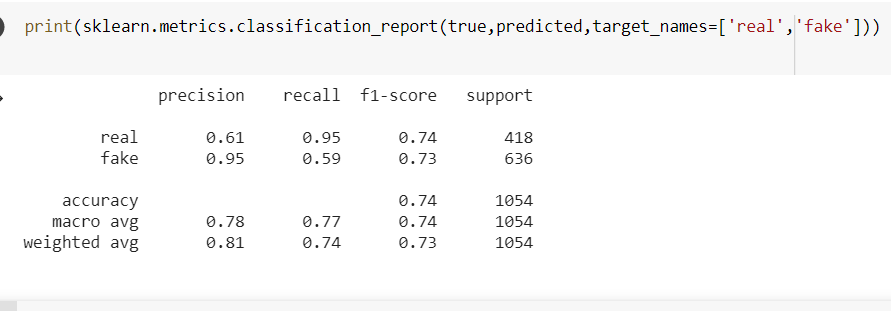 print(sklearn.metrics.classification_report(true,predicted,target_names=['real','fake']))
precision recall f1-score support
real 0.61 0.95 0.74 418
fake 0.95 0.59 0.73 636
accuracy 0.74 1054
macro avg 0.78 0.77 0.74 1054
weighted avg 0.81 0.74 0.73 1054